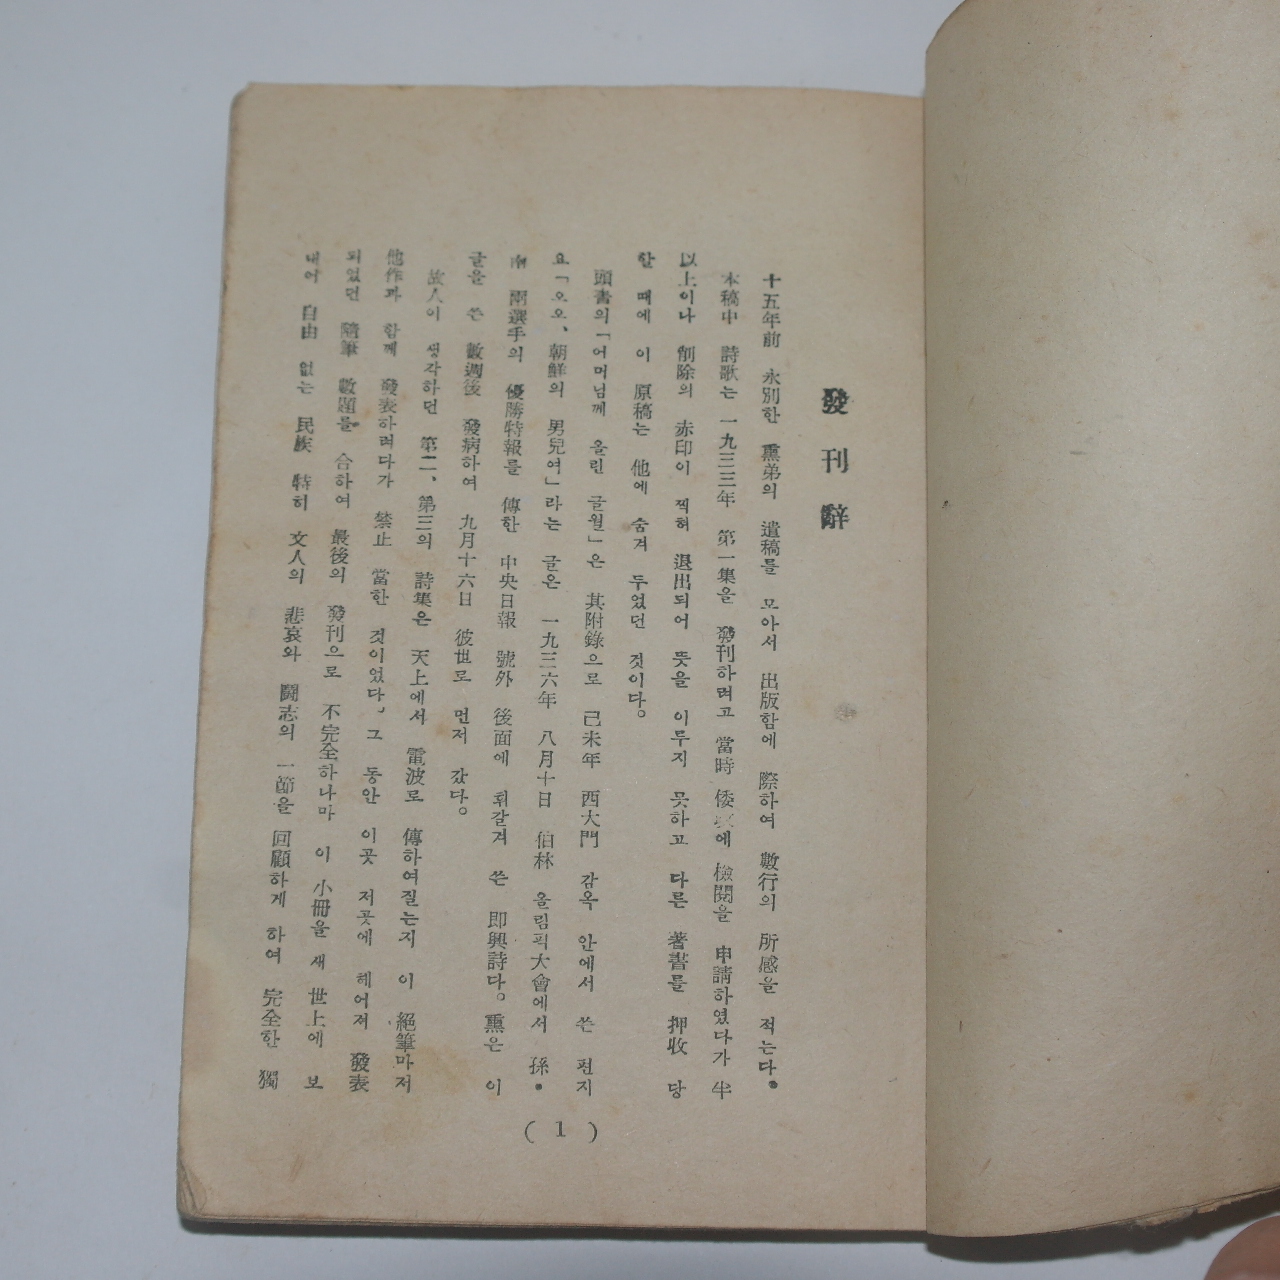 發刊辭
十五年前 永別한 熏弟의 遺稿를 모아서 出版함에 際하여 數行의 所感을 적는다.
本稿中 詩歌는 一九三三年 第一集을 發刊하려고 當時 倭 에 檢閱을 申請하였다가 半
以上이나 削除의 赤印이 찍혀 退出되어 뜻을 이루지 못하고 다른 著書를 押收 당
할 때에 이 原稿는 他에 숨겨 두었던 것이다。
頭書의「어머님께 올린 글월」은 其附錄으로 己未年 西大門 감옥 안에서 쓴 편지
요「오오、朝鮮의 男兒여」라는 글은 一九三六年 八月十日 伯林 올림픽大會에서 孫・
南 兩選手의 優勝特報를 傳한 中央日報 號外 後面에 휘갈겨 쓴 即興詩다。熏은 이
글을 쓴 數週後 發病하여 九月十六日 彼世로 먼저 갔다。
故人이 생각하던 第二、第三의 詩集은 天上에서 電波로 傳하여질는지 이 絕筆마저
他作과 함께 發表하려다가 禁止 當한 것이었다。그 동안 이곳 저곳에 헤어져 發表
되었던 隨筆 數題를 合하여 最後의 發刊으로 不完全하나마 이 小冊을 새 世上에 보
내어 自由 없는 民族 特히 文人의 悲哀와 鬪志의 一節을 回顧하게 하여 完全한 獨
( 1 )